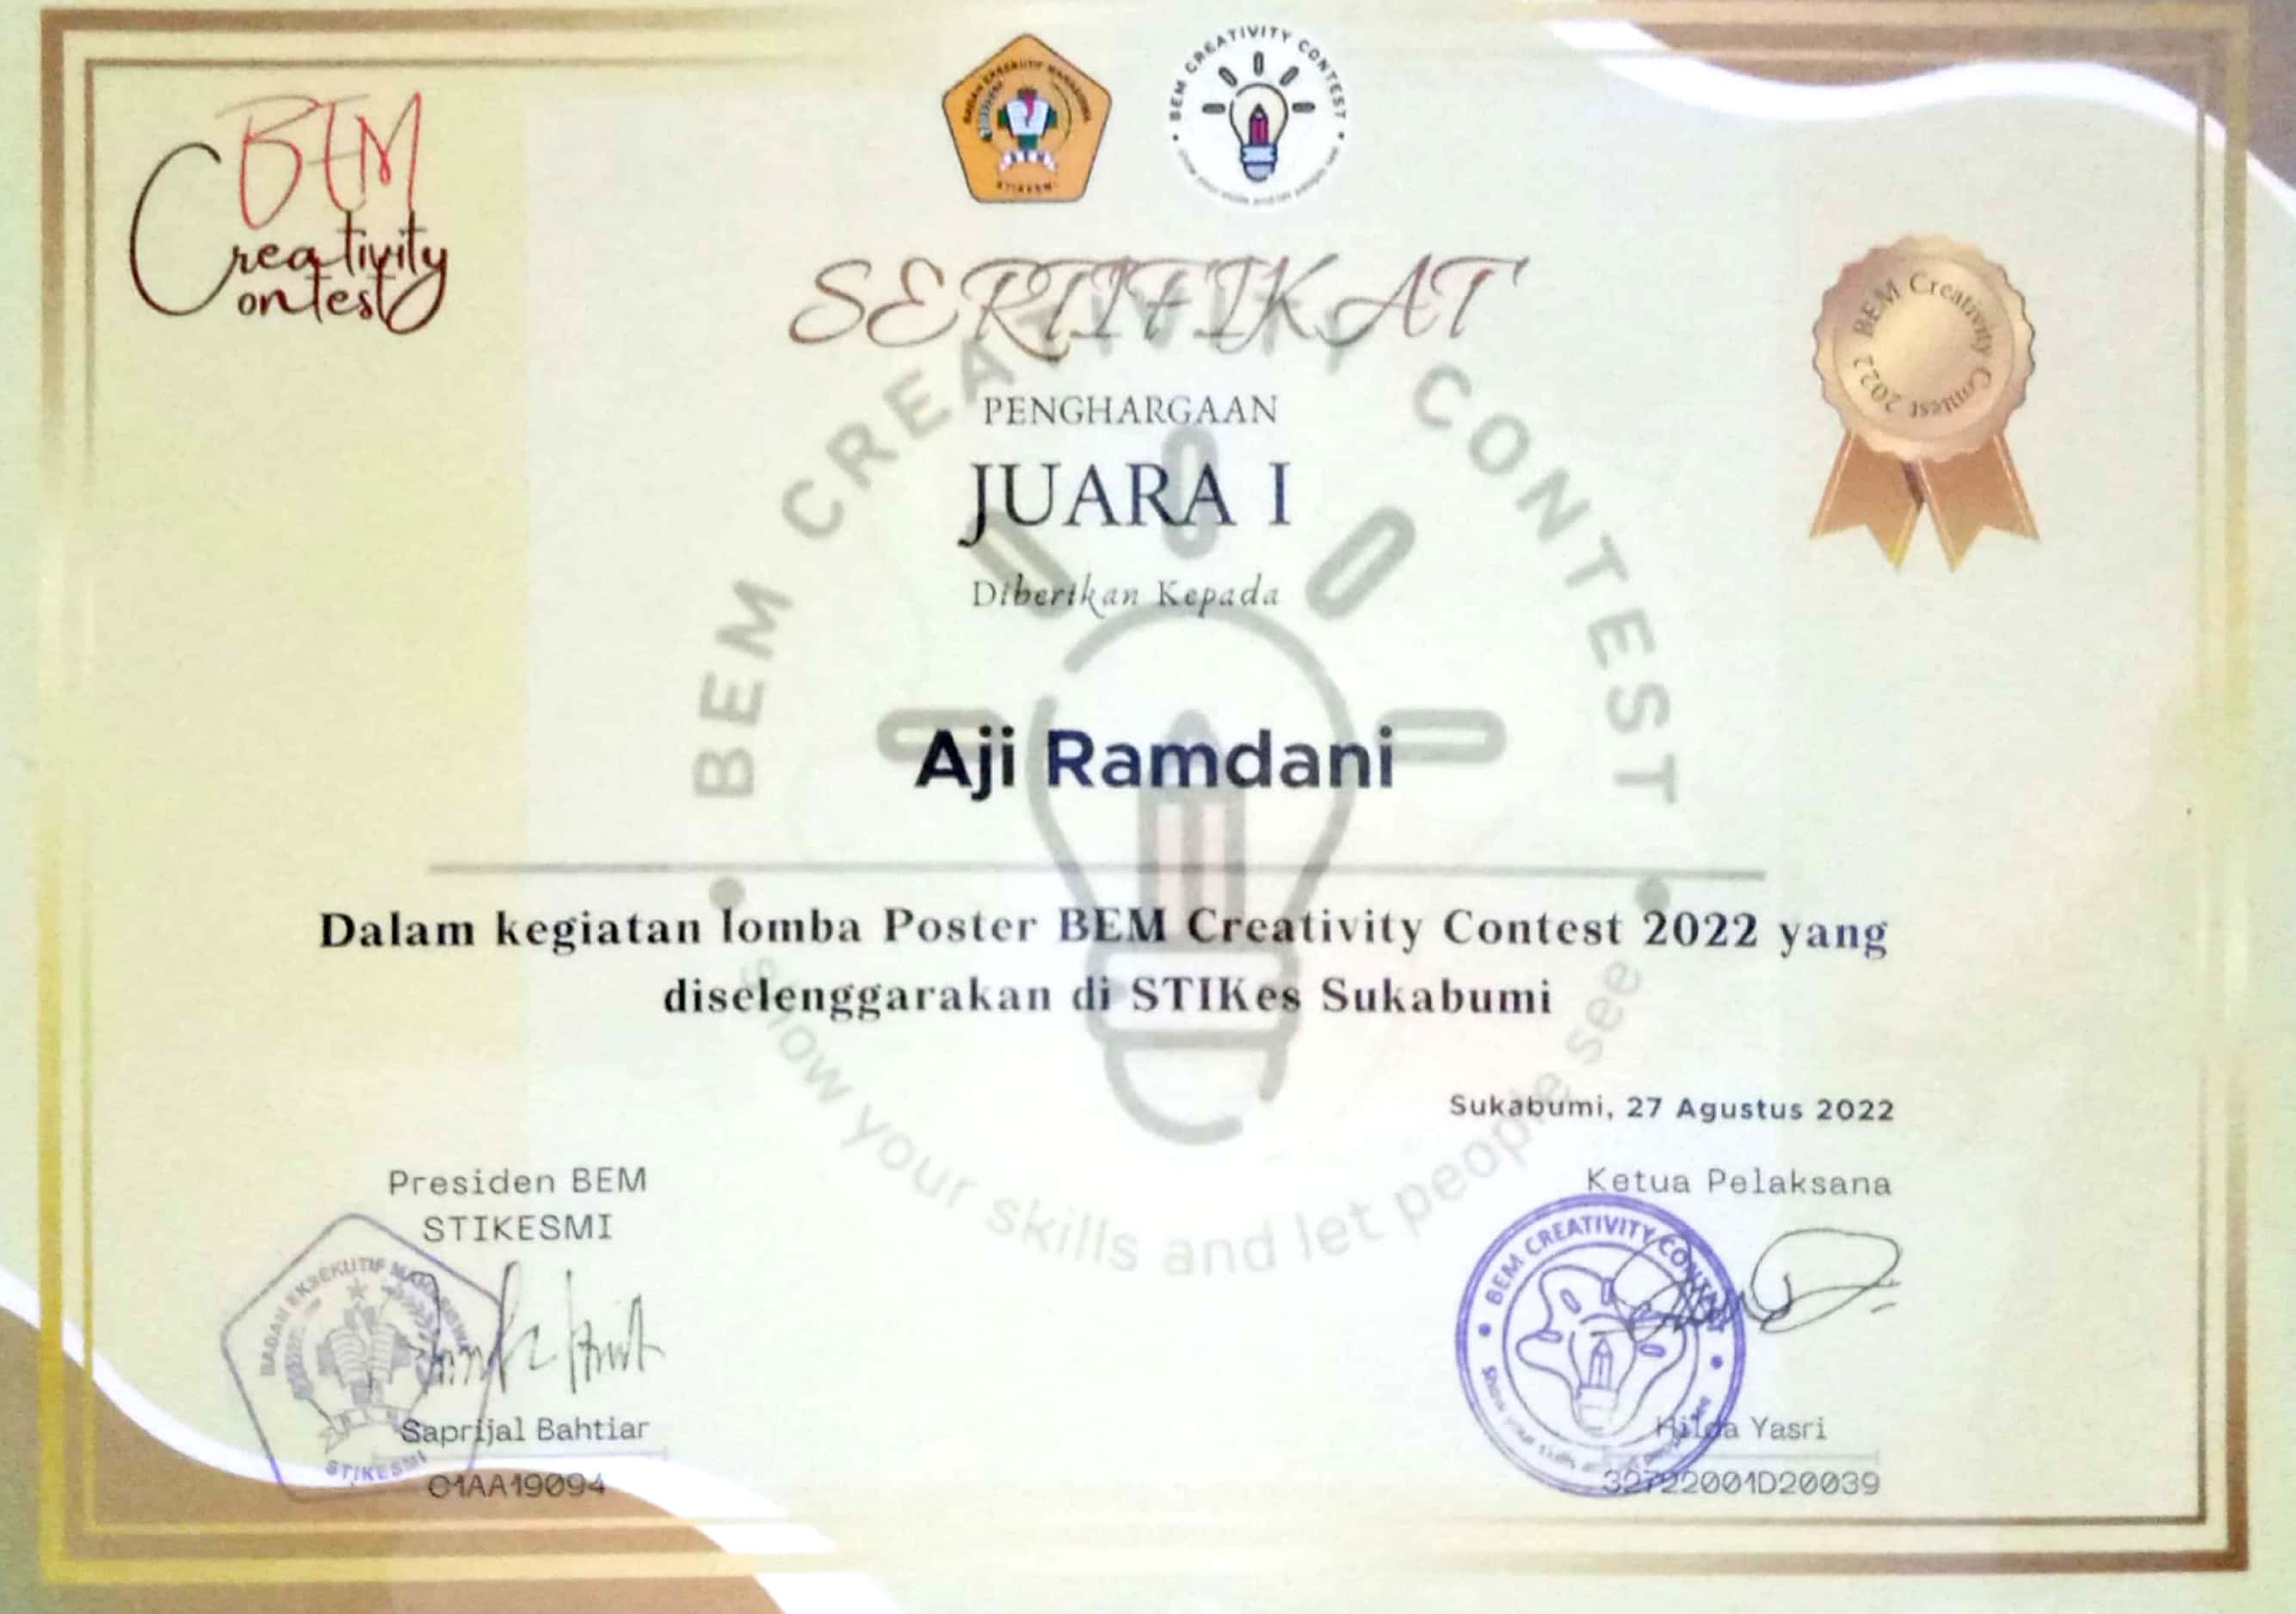 BEM
Creativity
Contest
BADAN EKSEKUTIF MAHASISWA
STIKESMI
BEM CREATIVITY CONTEST
show your skills and let people see
SERTIFIKAT
BEM Creativity Contest 2022
PENGHARGAAN
JUARA I
Diberikan Kepada
BEM CREATIVITY CONTEST
Aji Ramdani
Dalam kegiatan lomba Poster BEM Creativity Contest 2022 yang
diselenggarakan di STIKes Sukabumi
show your skills and let people see
Sukabumi, 27 Agustus 2022
Presiden BEM
STIKESMI
BADAN EKSEKUTIF MAHASISWA
STIKESMI
Saprijal Bahtiar
C1AA19094
Ketua Pelaksana
BEM CREATIVITY CONTEST
Show your skills and let people see
Hilda Yasri
32722001D20039